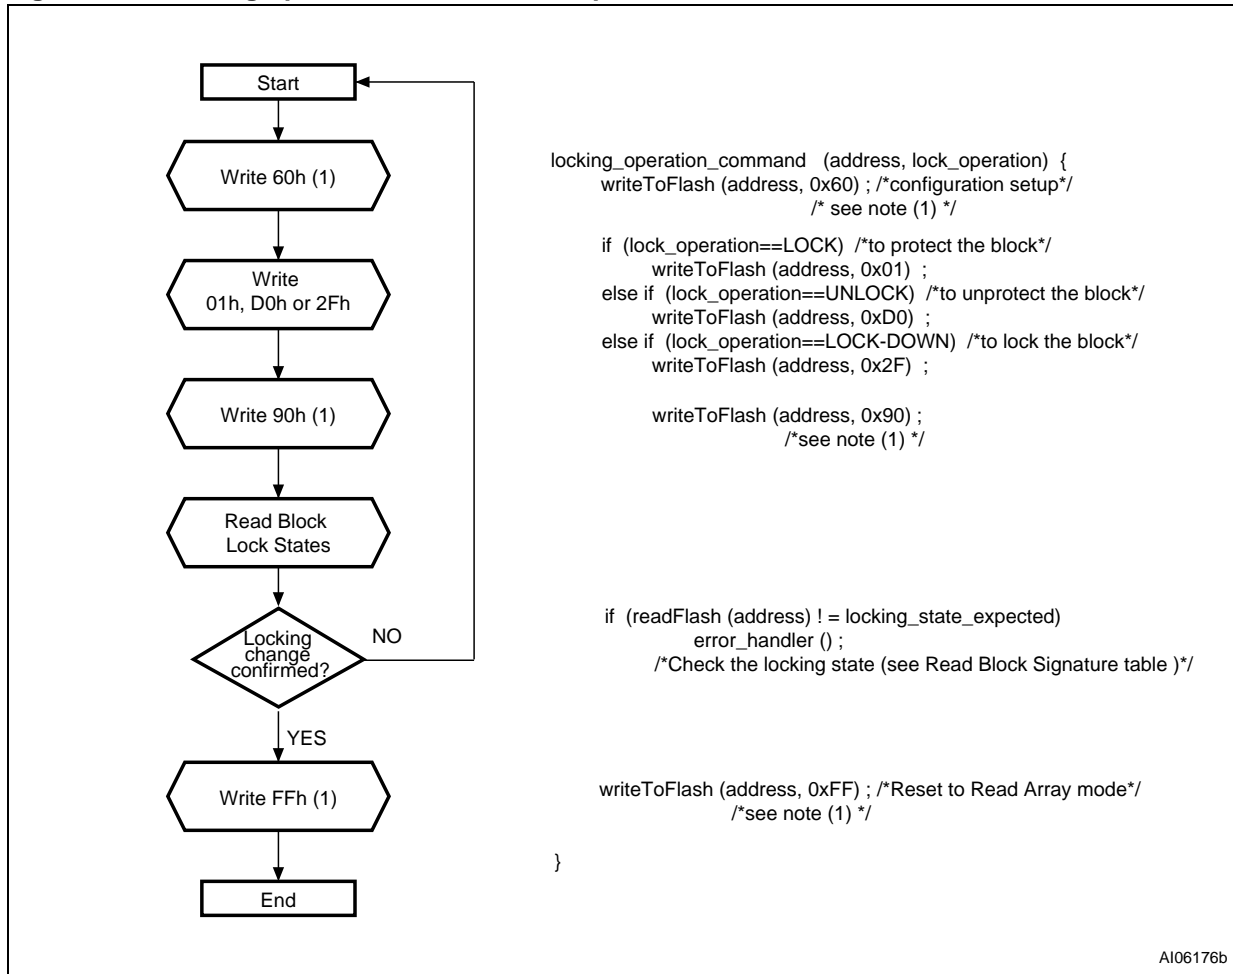 Start
Write 60h (1)
Write
01h, D0h or 2Fh
Write 90h (1)
Read Block
Lock States
Locking
change
confirmed?
NO
YES
Write FFh (1)
End
locking_operation_command (address, lock_operation) {
writeToFlash (address, 0x60) ; /*configuration setup*/
/* see note (1) */
if (lock_operation==LOCK) /*to protect the block*/
writeToFlash (address, 0x01) ;
else if (lock_operation==UNLOCK) /*to unprotect the block*/
writeToFlash (address, 0xD0) ;
else if (lock_operation==LOCK-DOWN) /*to lock the block*/
writeToFlash (address, 0x2F) ;
writeToFlash (address, 0x90) ;
/*see note (1) */
if (readFlash (address) ! = locking_state_expected)
error_handler () ;
/*Check the locking state (see Read Block Signature table )*/
writeToFlash (address, 0xFF) ; /*Reset to Read Array mode*/
/*see note (1) */
}
AI06176b